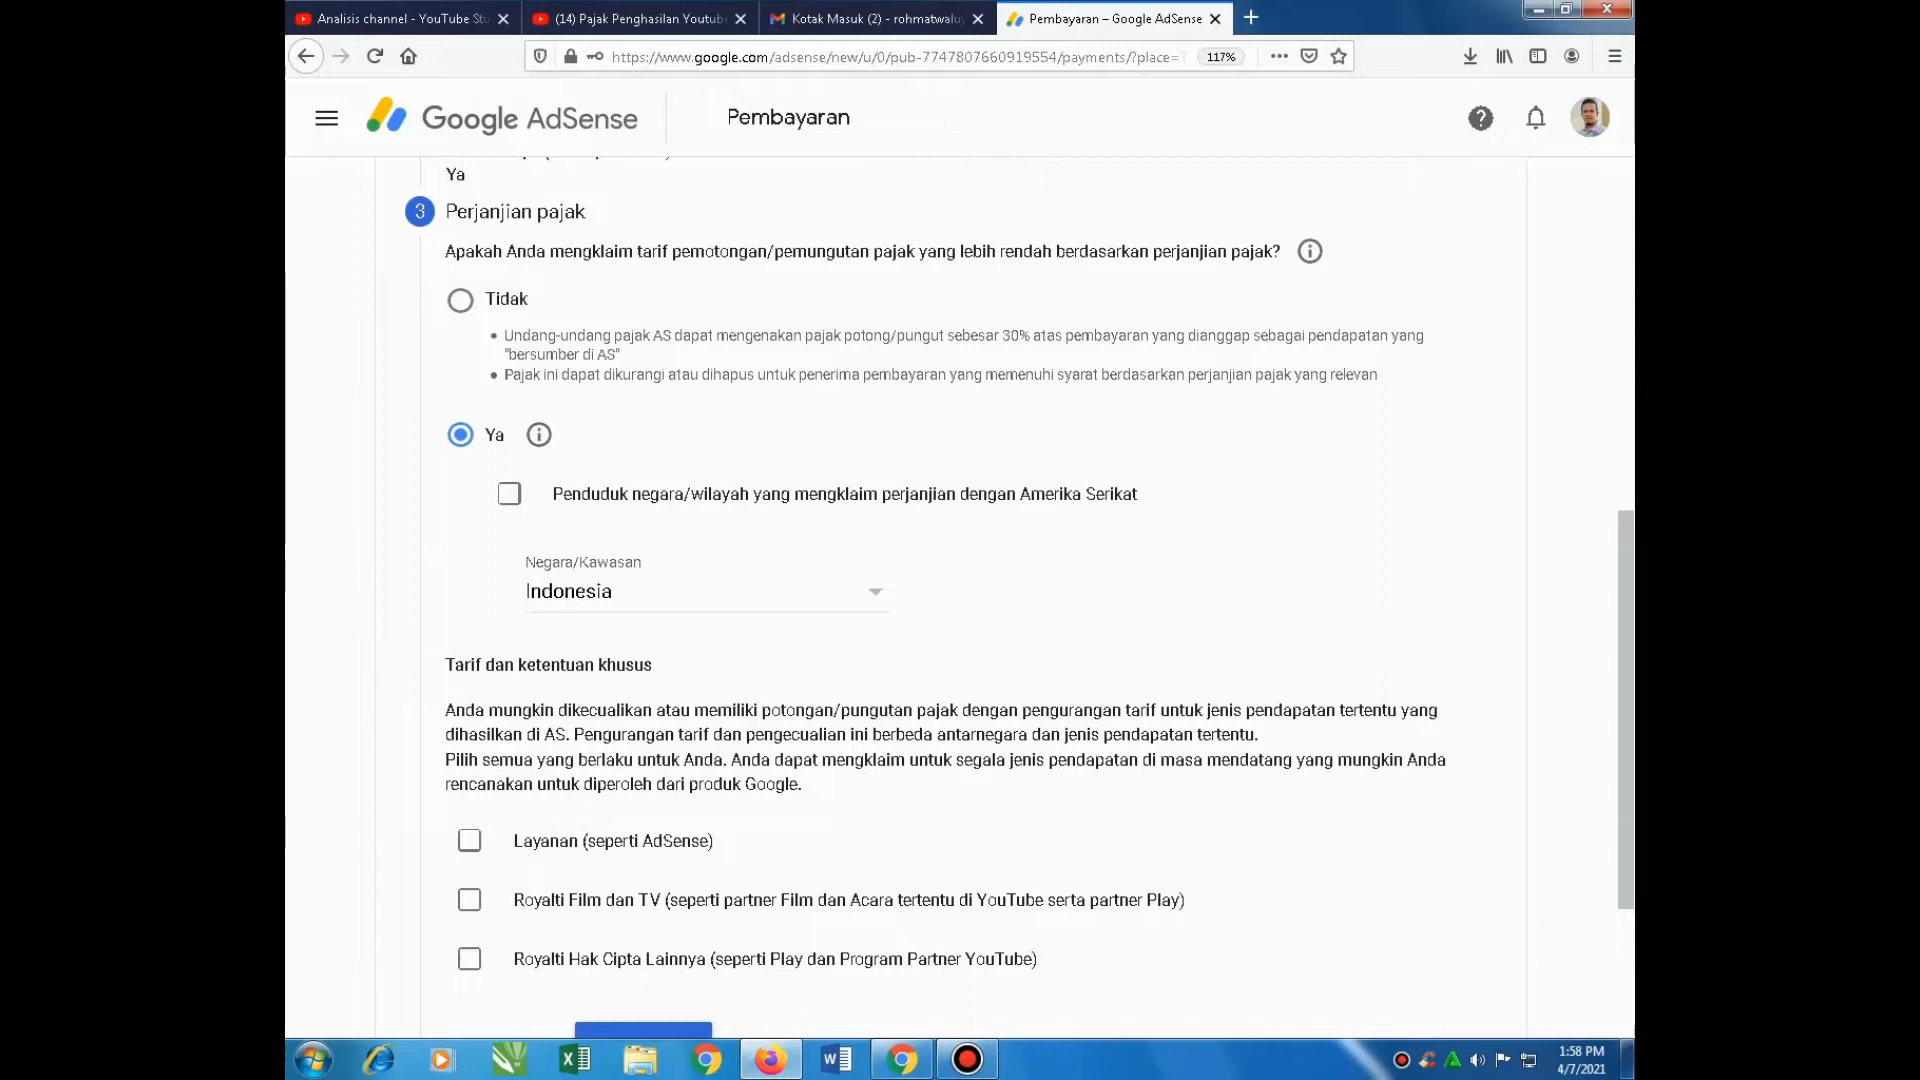 Analisis channel - YouTube Stu
(14) Pajak Penghasilan Youtube
Kotak Masuk (2) - rohmatwaluy
Pembayaran – Google AdSense
https://www.google.com/adsense/new/u/0/pub-7747807660919554/payments/?place=T
117%
Google AdSense
Pembayaran
Ya
3 Perjanjian pajak
Apakah Anda mengklaim tarif pemotongan/pemungutan pajak yang lebih rendah berdasarkan perjanjian pajak?
Tidak
• Undang-undang pajak AS dapat mengenakan pajak potong/pungut sebesar 30% atas pembayaran yang dianggap sebagai pendapatan yang
"bersumber di AS"
• Pajak ini dapat dikurangi atau dihapus untuk penerima pembayaran yang memenuhi syarat berdasarkan perjanjian pajak yang relevan
Ya
Penduduk negara/wilayah yang mengklaim perjanjian dengan Amerika Serikat
Negara/Kawasan
Indonesia
Tarif dan ketentuan khusus
Anda mungkin dikecualikan atau memiliki potongan/pungutan pajak dengan pengurangan tarif untuk jenis pendapatan tertentu yang
dihasilkan di AS. Pengurangan tarif dan pengecualian ini berbeda antarnegara dan jenis pendapatan tertentu.
Pilih semua yang berlaku untuk Anda. Anda dapat mengklaim untuk segala jenis pendapatan di masa mendatang yang mungkin Anda
rencanakan untuk diperoleh dari produk Google.
Layanan (seperti AdSense)
Royalti Film dan TV (seperti partner Film dan Acara tertentu di YouTube serta partner Play)
Royalti Hak Cipta Lainnya (seperti Play dan Program Partner YouTube)
1:58 PM
4/7/2021